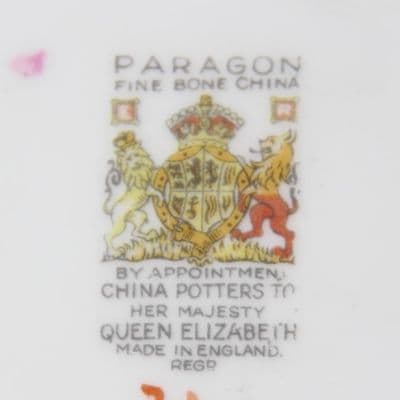 PARAGON
FINE BONE CHINA
E R
BY APPOINTMENT
CHINA POTTERS TO
HER MAJESTY
QUEEN ELIZABETH
MADE IN ENGLAND.
REGD